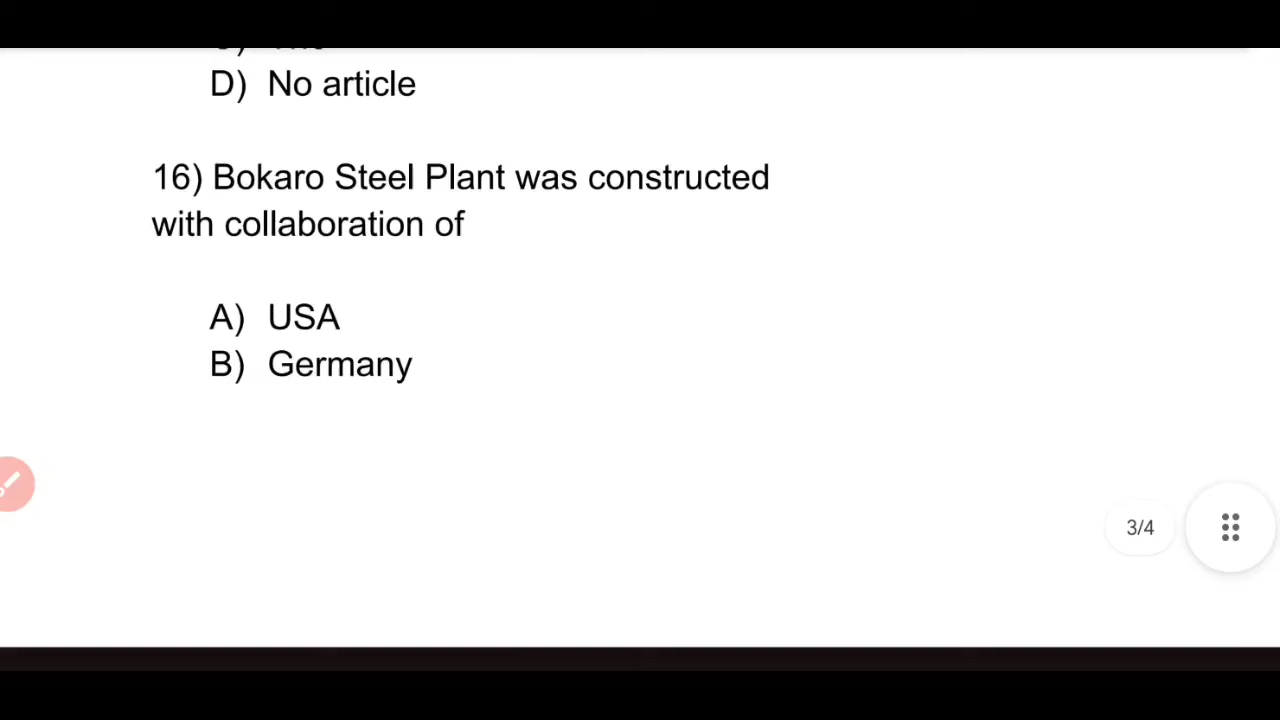 D) No article
16) Bokaro Steel Plant was constructed
with collaboration of
A) USA
B) Germany
3/4